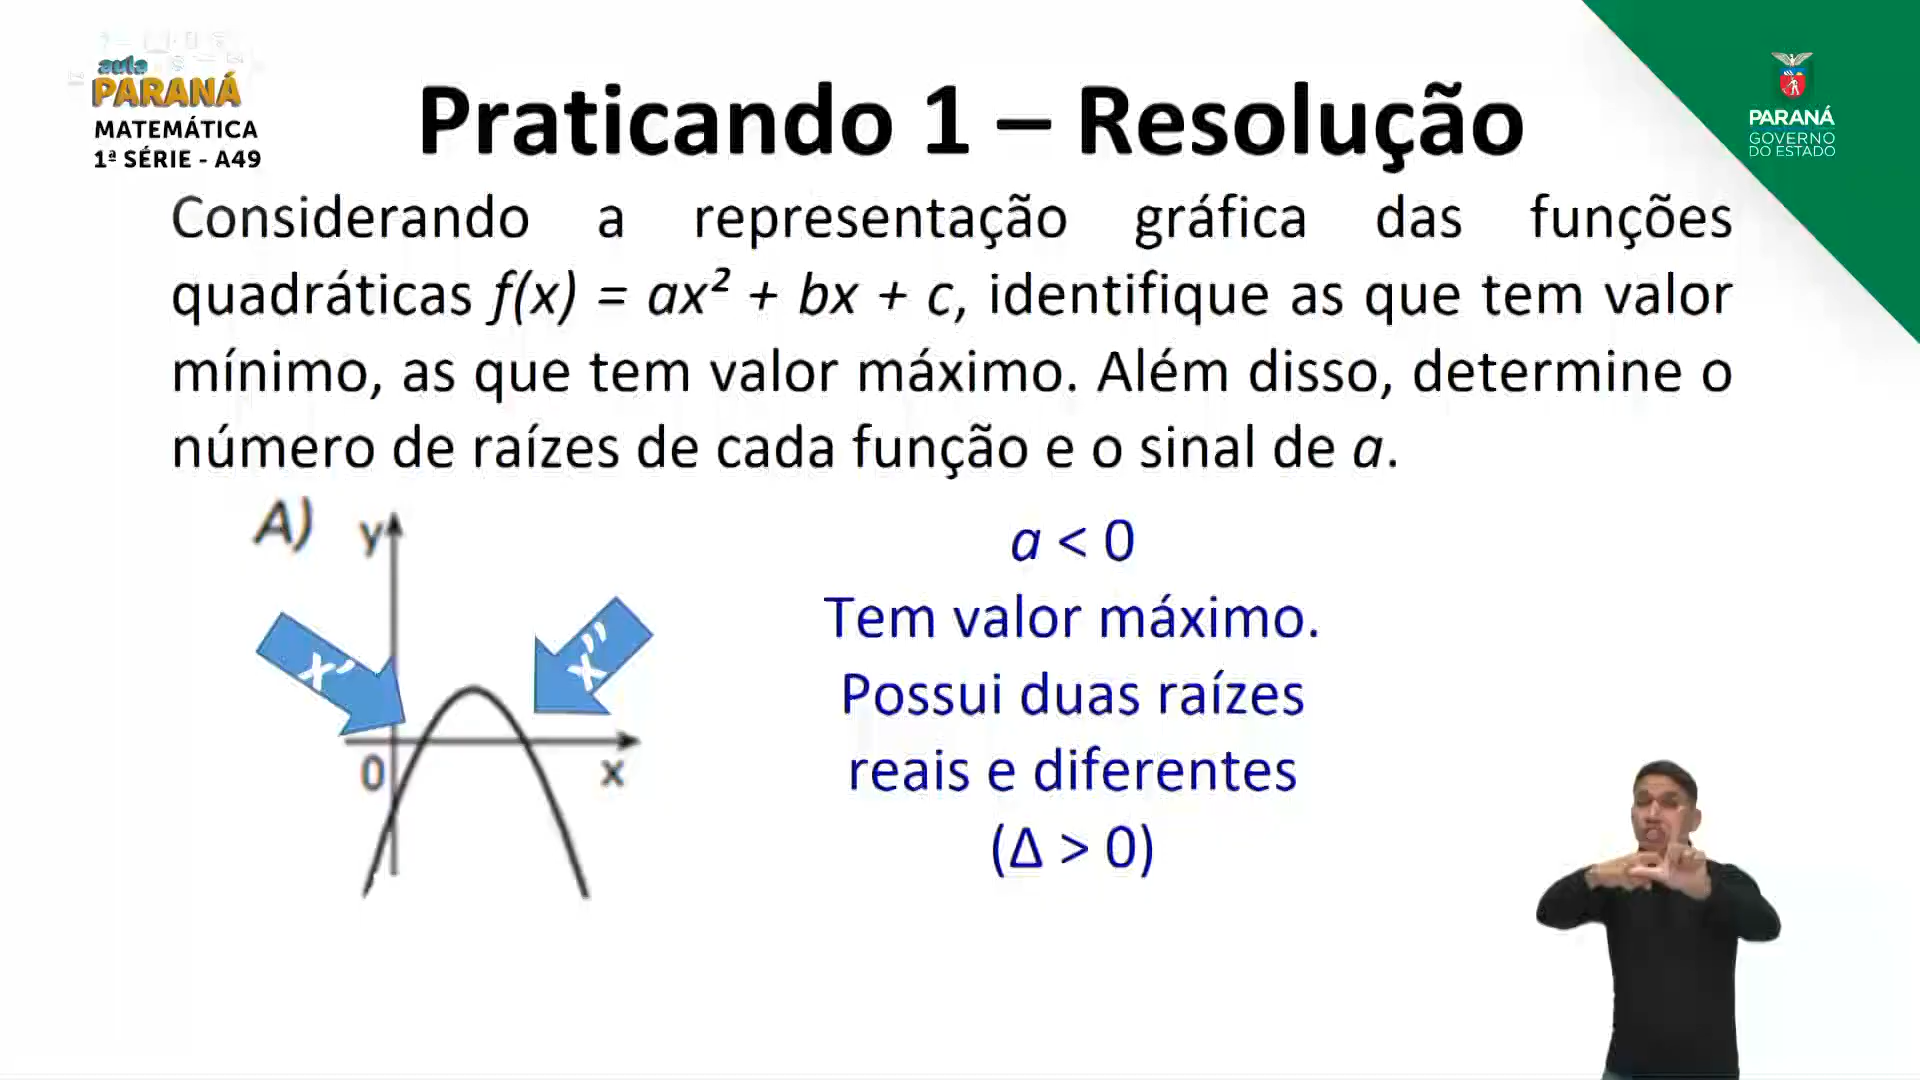 aula
PARANÁ
MATEMÁTICA
1ª SÉRIE - A49
Praticando 1 – Resolução
PARANÁ
GOVERNO
DO ESTADO
Considerando a representação gráfica das funções
quadráticas f(x) = ax² + bx + c, identifique as que tem valor
mínimo, as que tem valor máximo. Além disso, determine o
número de raízes de cada função e o sinal de a.
A)
y
x'
x''
0
x
a < 0
Tem valor máximo.
Possui duas raízes
reais e diferentes
(Δ > 0)